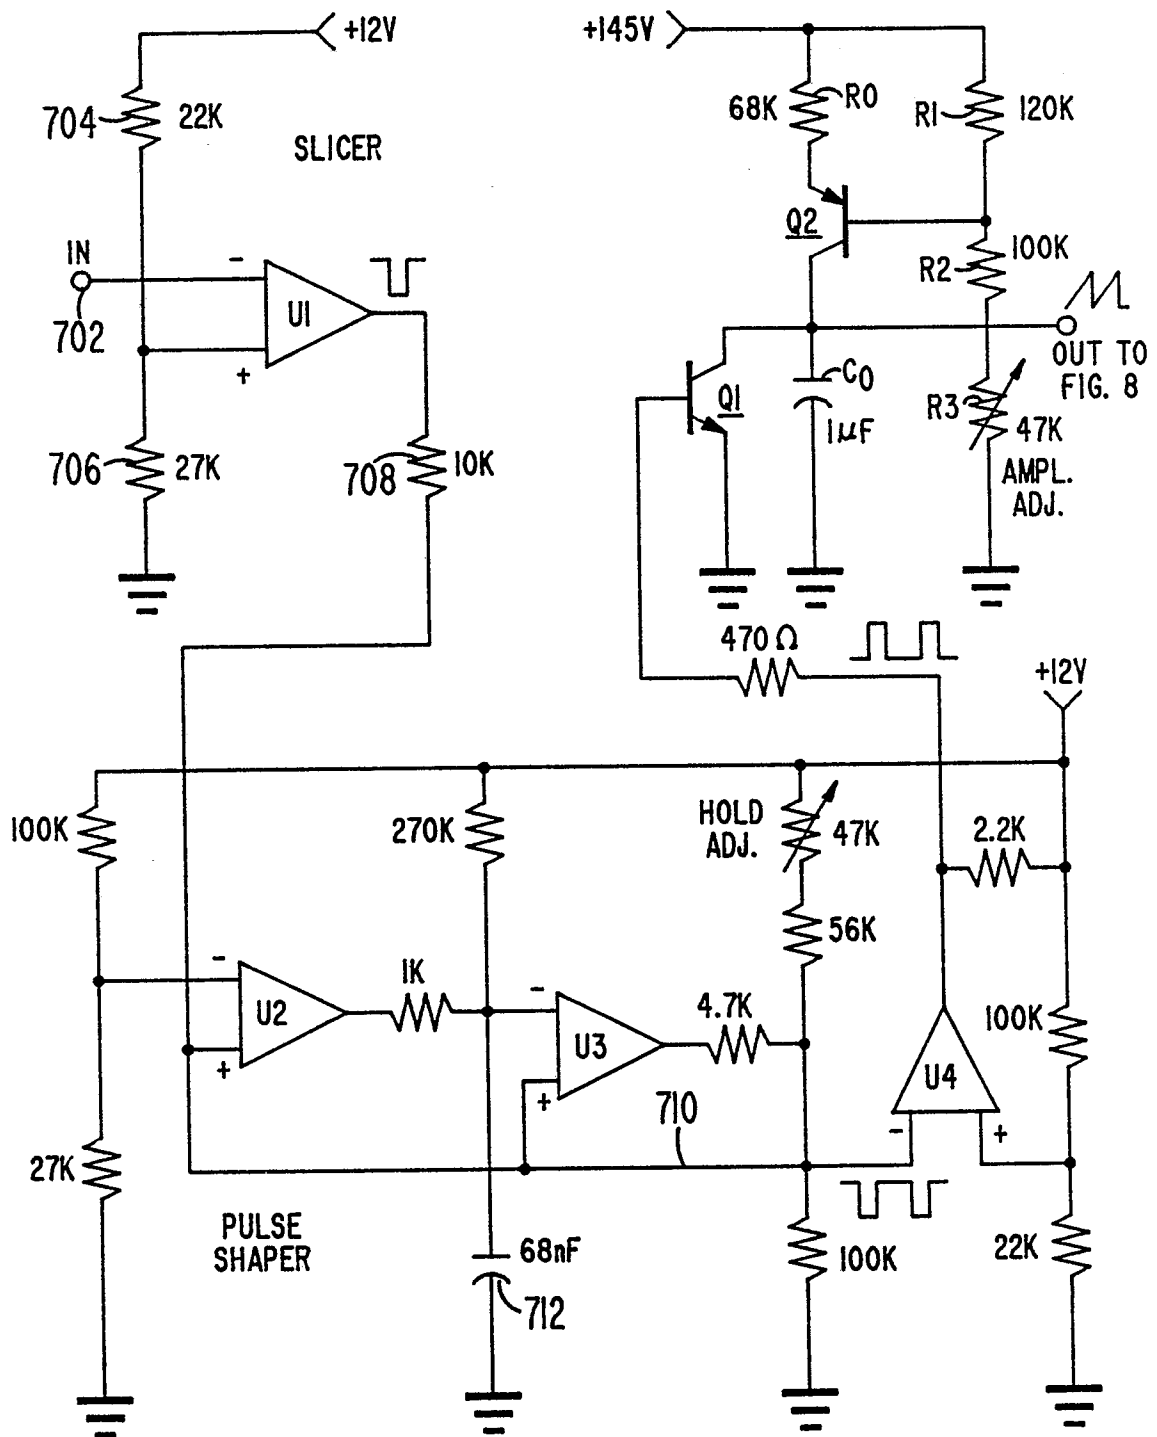 +12V
704
22K
SLICER
IN
702
-
+
U1
706
27K
708
10K
+145V
68K
R0
R1
120K
Q2
R2
100K
OUT TO
FIG. 8
C0
1µF
Q1
R3
47K
AMPL.
ADJ.
470 Ω
+12V
100K
270K
HOLD
ADJ.
47K
2.2K
56K
-
+
U2
1K
-
+
U3
4.7K
100K
U4
-
+
710
27K
PULSE
SHAPER
68nF
712
100K
22K